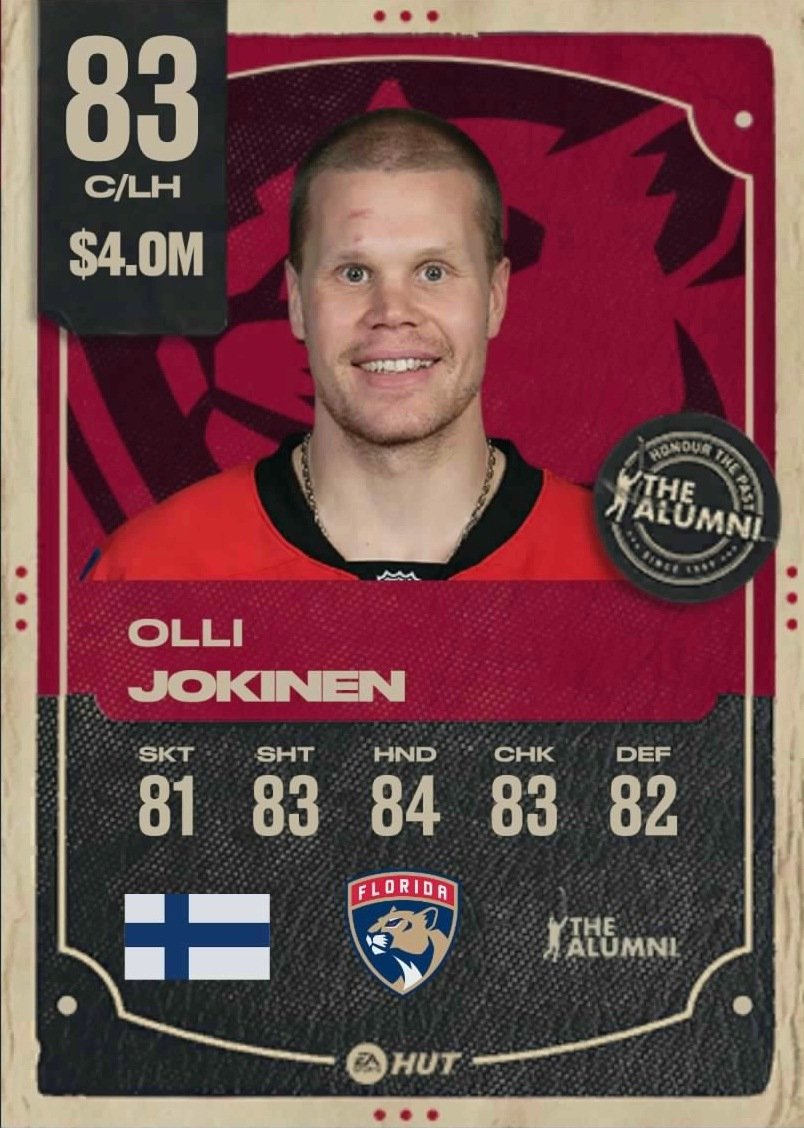 83
C/LH
$4.0M
HONOUR THE PAST
THE
ALUMNI
OLLI
JOKINEN
SKT SHT HND CHK DEF
81 83 84 83 82
FLORIDA
THE
ALUMNI
EA HUT